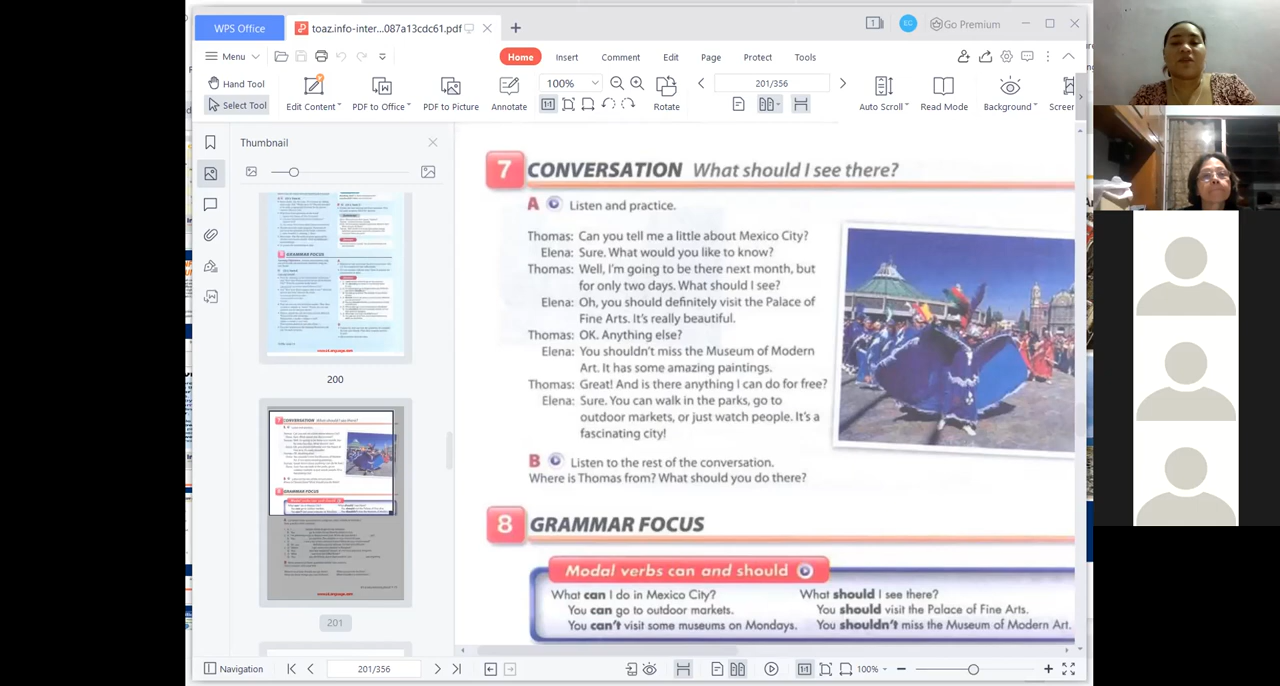 WPS Office
toaz.info-inter...087a13cdc61.pdf
1
EC
Go Premium
Menu
Home
Insert
Comment
Edit
Page
Protect
Tools
Hand Tool
Select Tool
Edit Content
PDF to Office
PDF to Picture
Annotate
100%
Rotate
201/356
Auto Scroll
Read Mode
Background
Screen
Thumbnail
200
201
7 CONVERSATION What should I see there?
A Listen and practice.
Thomas: Can you tell me a little about Mexico City?
Elena: Sure. What would you like to know?
Thomas: Well, I'm going to be there next month, but
for only two days. What should I see?
Elena: Oh, you should definitely visit the Palace of
Fine Arts. It's really beautiful.
Thomas: OK. Anything else?
Elena: You shouldn't miss the Museum of Modern
Art. It has some amazing paintings.
Thomas: Great! And is there anything I can do for free?
Elena: Sure. You can walk in the parks, go to
outdoor markets, or just people. It's a
fascinating city!
B Listen to the rest of the conversation.
Where is Thomas from? What should you do there?
8 GRAMMAR FOCUS
Modal verbs can and should
What can I do in Mexico City?
You can go to outdoor markets.
You can't visit some museums on Mondays.
What should I see there?
You should visit the Palace of Fine Arts.
You shouldn't miss the Museum of Modern Art.
Navigation
201/356
100%